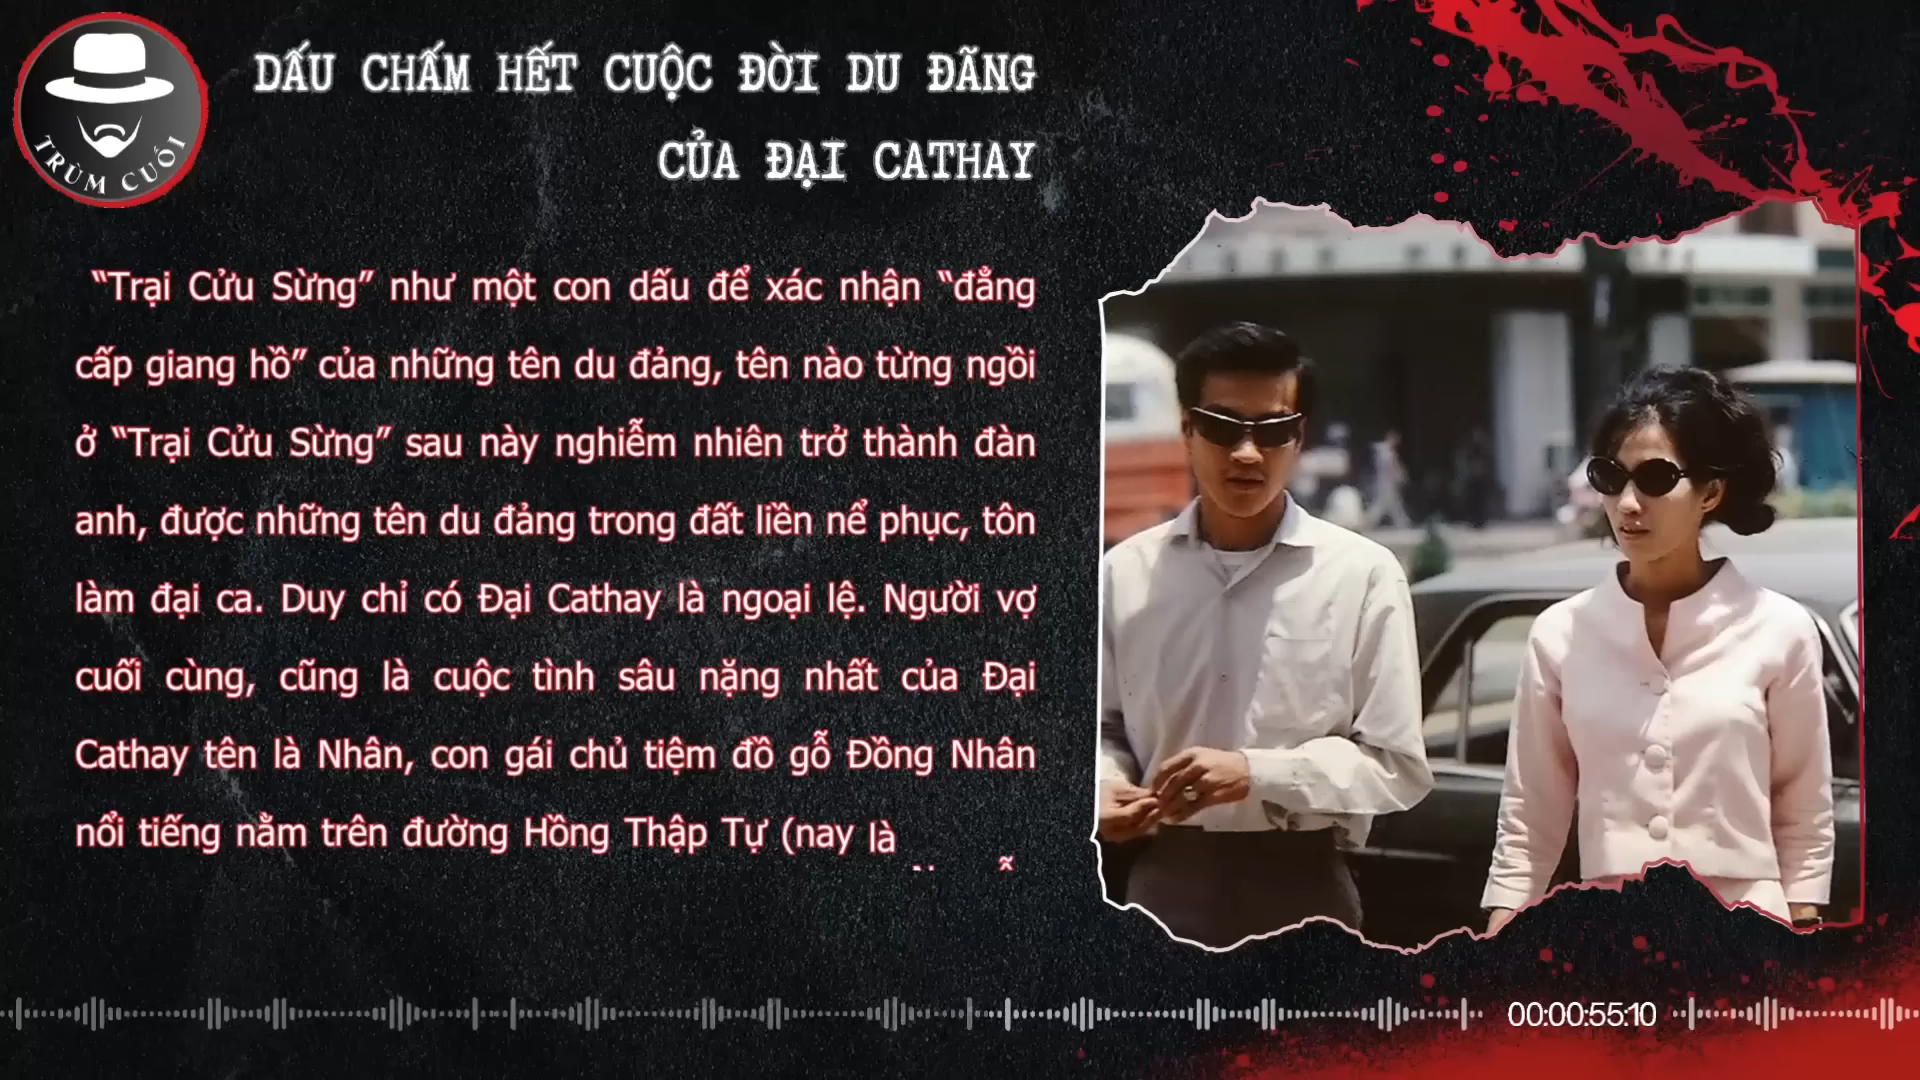 TRÙM CUỐI
DẤU CHẤM HẾT CUỘC ĐỜI DU ĐÃNG
CỦA ĐẠI CATHAY
“Trại Cửu Sừng” như một con dấu để xác nhận “đẳng
cấp giang hồ” của những tên du đảng, tên nào từng ngồi
ở “Trại Cửu Sừng” sau này nghiễm nhiên trở thành đàn
anh, được những tên du đảng trong đất liền nể phục, tôn
làm đại ca. Duy chỉ có Đại Cathay là ngoại lệ. Người vợ
cuối cùng, cũng là cuộc tình sâu nặng nhất của Đại
Cathay tên là Nhân, con gái chủ tiệm đồ gỗ Đồng Nhân
nổi tiếng nằm trên đường Hồng Thập Tự (nay là
00:00:55:10